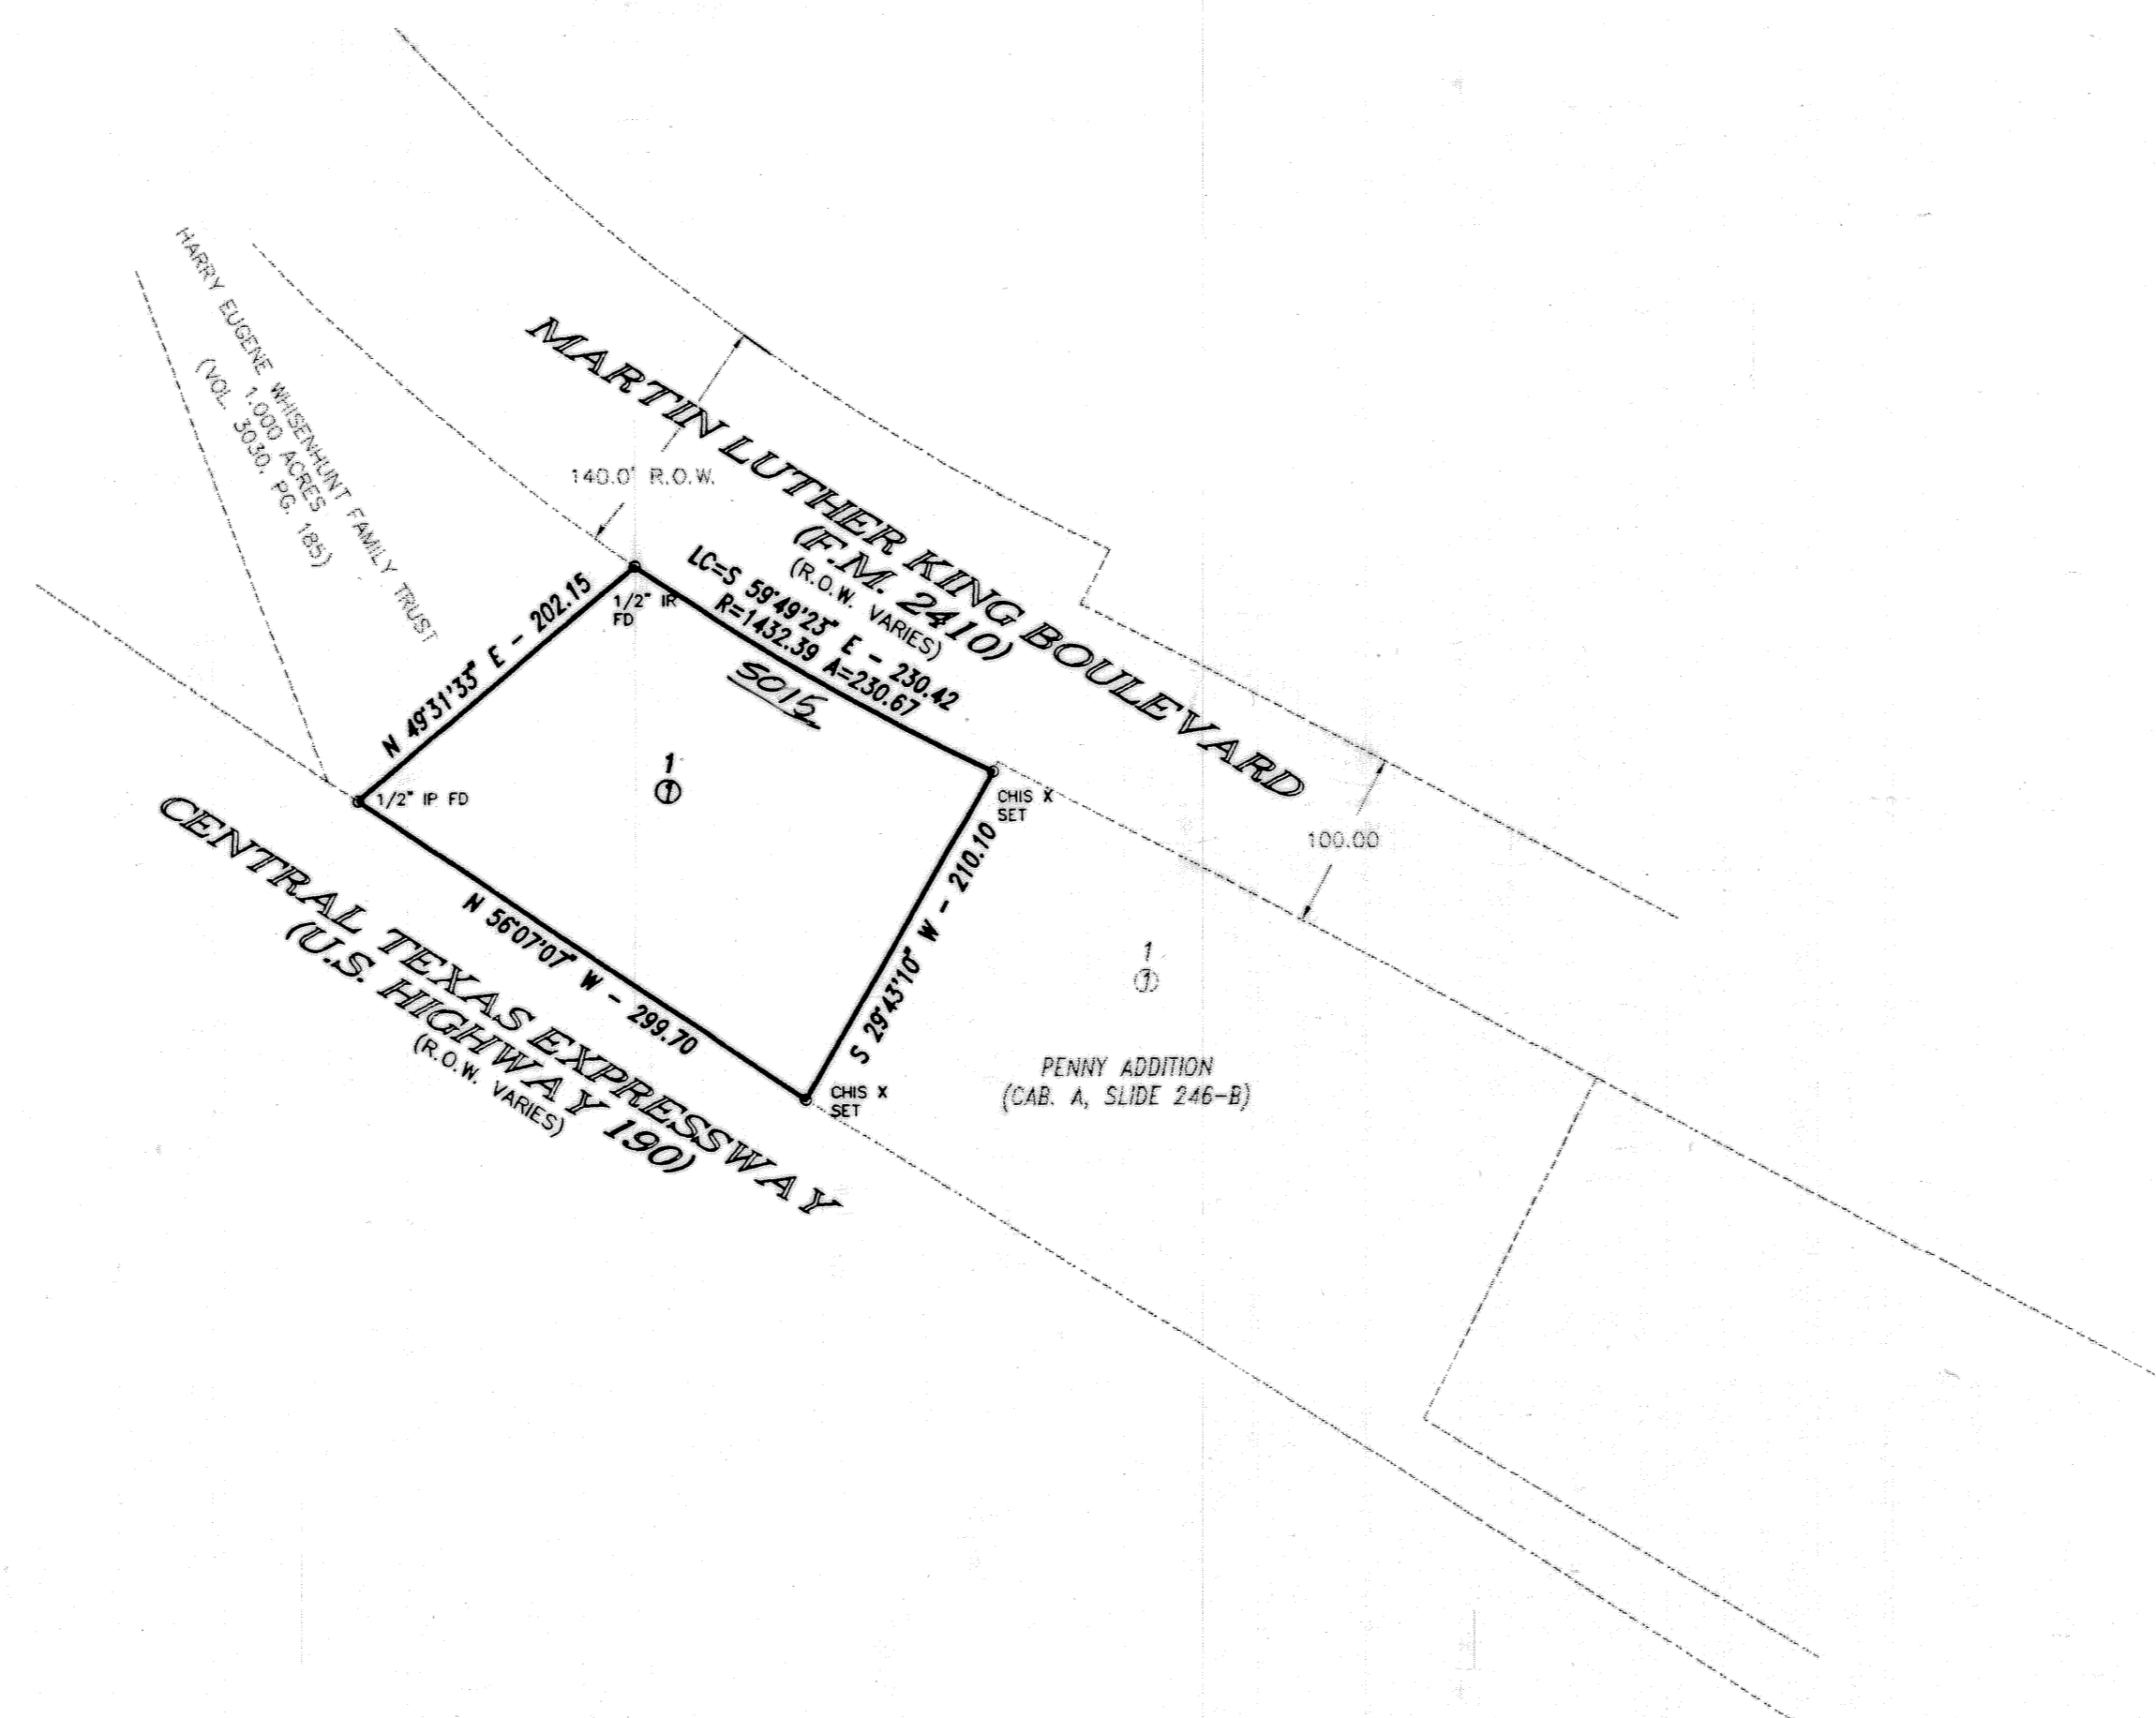 HARRY EUGENE WHISENHUNT FAMILY TRUST
1.000 ACRES
(VOL. 3030, PG. 185)
MARTIN LUTHER KING BOULEVARD
(F.M. 2410)
(R.O.W. VARIES)
140.0' R.O.W.
LC=S 59°49'23" E - 230.42
R=1432.39 A=230.67
5015
1/2" IR
FD
N 49°31'33" E - 202.15
1
1
1/2" IP FD
CHIS X
SET
100.00
S 29°43'10" W - 210.10
N 56°07'07" W - 299.70
CENTRAL TEXAS EXPRESSWAY
(U.S. HIGHWAY 190)
(R.O.W. VARIES)
1
1
PENNY ADDITION
(CAB. A, SLIDE 246-B)
CHIS X
SET